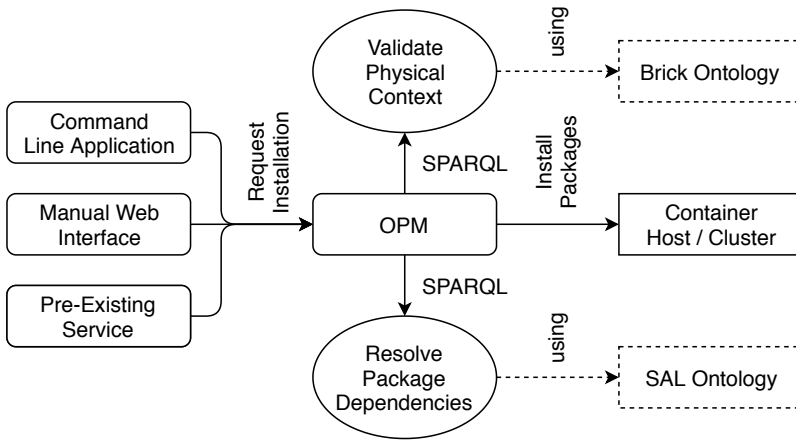 Validate
Physical
Context
using
Brick Ontology
Command
Line Application
Request
Installation
SPARQL
Install
Packages
Manual Web
Interface
OPM
Container
Host / Cluster
Pre-Existing
Service
SPARQL
Resolve
Package
Dependencies
using
SAL Ontology